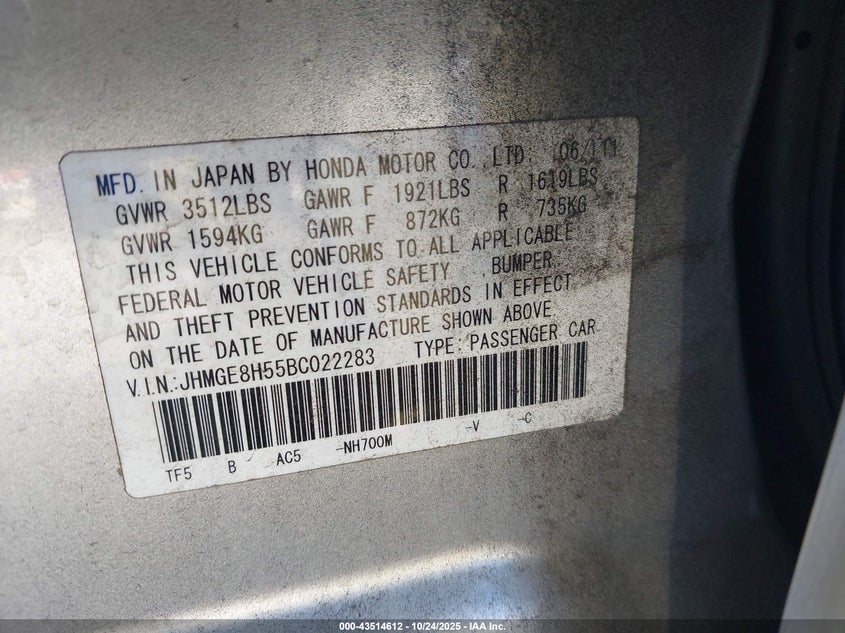 MFD. IN JAPAN BY HONDA MOTOR CO.,LTD. 06/11
GVWR 3512LBS GAWR F 1921LBS R 1619LBS
GVWR 1594KG GAWR F 872KG R 735KG
THIS VEHICLE CONFORMS TO ALL APPLICABLE
FEDERAL MOTOR VEHICLE SAFETY , BUMPER,
AND THEFT PREVENTION STANDARDS IN EFFECT
ON THE DATE OF MANUFACTURE SHOWN ABOVE.
V.I.N.:JHMGE8H55BC022283 TYPE: PASSENGER CAR
TF5 B AC5 -NH700M -V -C
000-43514612 - 10/24/2025 - IAA Inc.